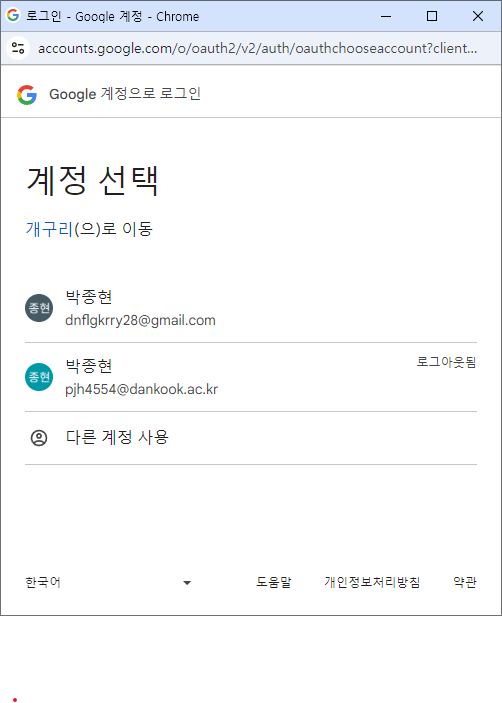 로그인 - Google 계정 - Chrome
accounts.google.com/o/oauth2/v2/auth/oauthchooseaccount?client...
Google 계정으로 로그인
계정 선택
개구리(으)로 이동
종현
박종현
dnflgkrry28@gmail.com
종현
박종현
로그아웃됨
pjh4554@dankook.ac.kr
다른 계정 사용
한국어 도움말 개인정보처리방침 약관